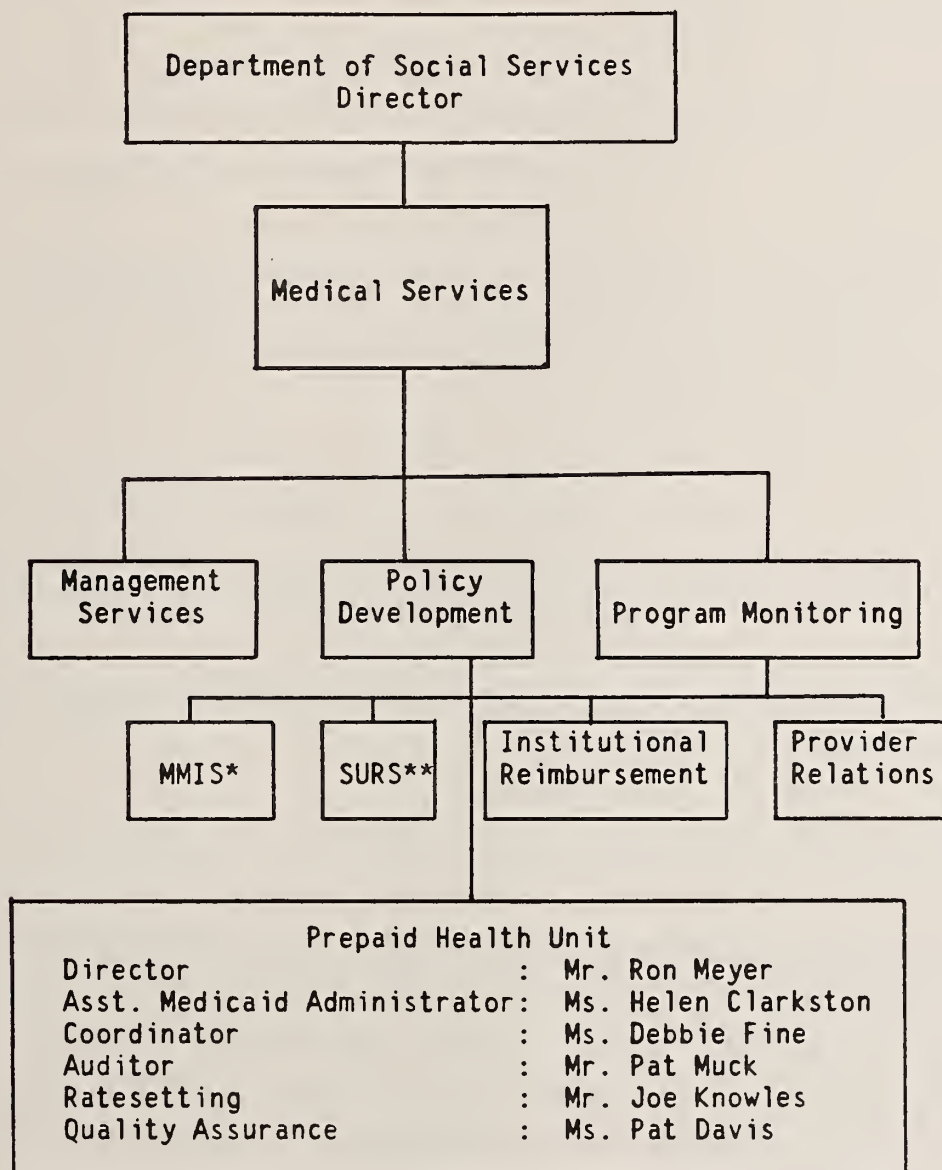 Department of Social Services
Director
Medical Services
Management
Services
Policy
Development
Program Monitoring
MMIS*
SURS**
Institutional
Reimbursement
Provider
Relations
Prepaid Health Unit
Director : Mr. Ron Meyer
Asst. Medicaid Administrator: Ms. Helen Clarkston
Coordinator : Ms. Debbie Fine
Auditor : Mr. Pat Muck
Ratesetting : Mr. Joe Knowles
Quality Assurance : Ms. Pat Davis